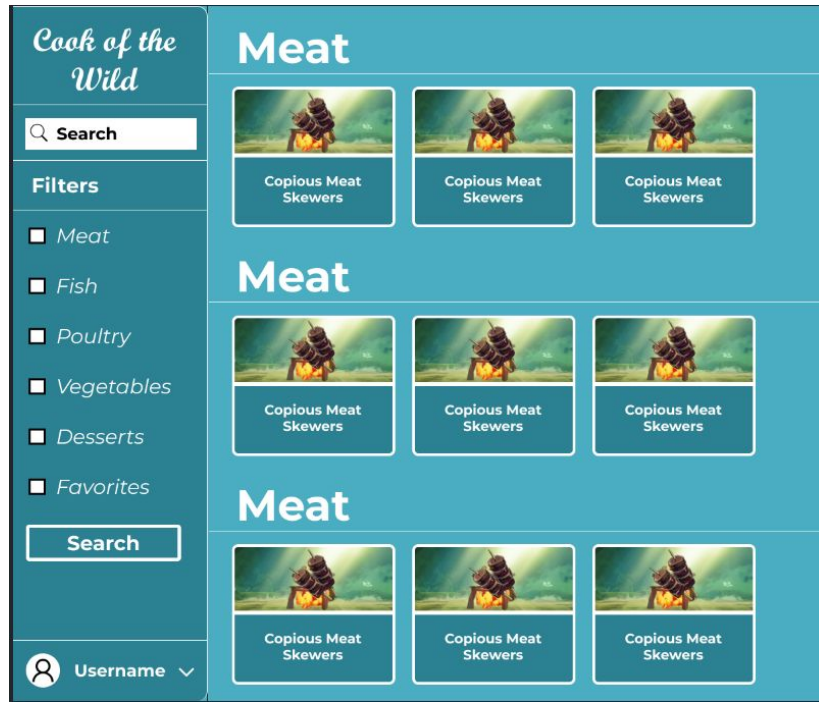 Cook of the
Wild
Search
Filters
Meat
Fish
Poultry
Vegetables
Desserts
Favorites
Search
Username
Meat
Copious Meat
Skewers
Copious Meat
Skewers
Copious Meat
Skewers
Meat
Copious Meat
Skewers
Copious Meat
Skewers
Copious Meat
Skewers
Meat
Copious Meat
Skewers
Copious Meat
Skewers
Copious Meat
Skewers